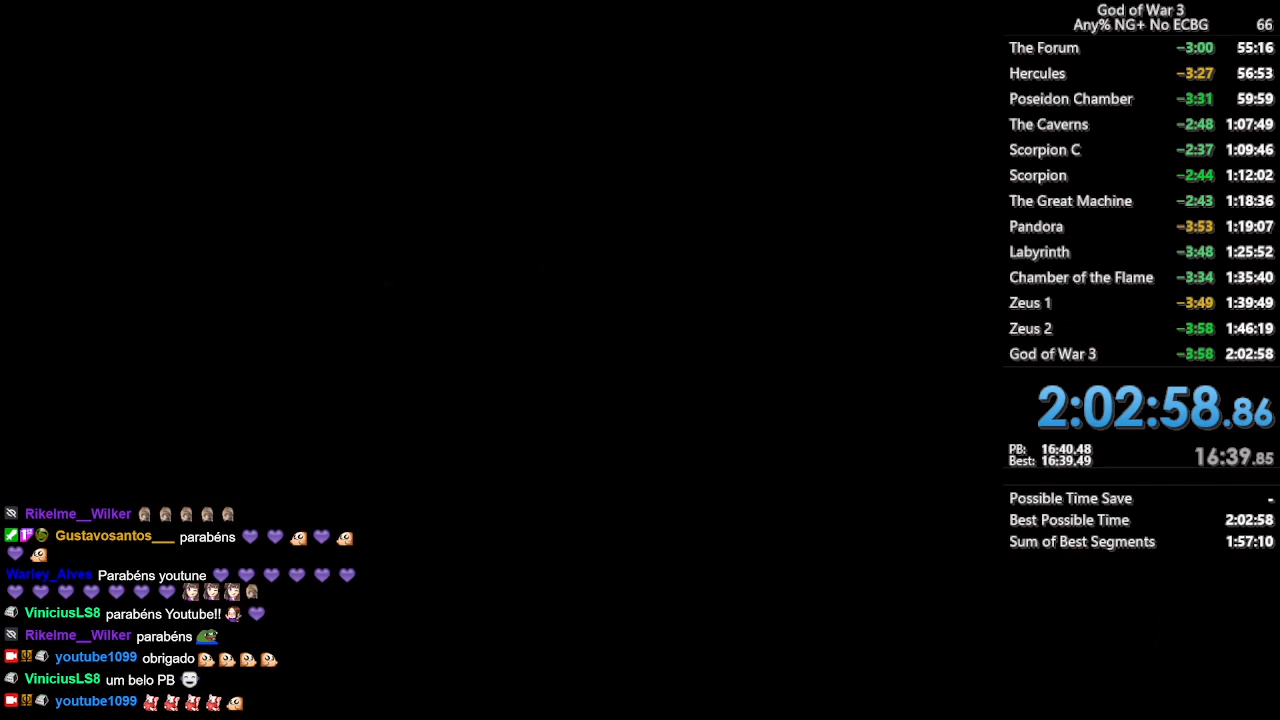 God of War 3
Any% NG+ No ECBG 66
The Forum -3:00 55:16
Hercules -3:27 56:53
Poseidon Chamber -3:31 59:59
The Caverns -2:48 1:07:49
Scorpion C -2:37 1:09:46
Scorpion -2:44 1:12:02
The Great Machine -2:43 1:18:36
Pandora -3:53 1:19:07
Labyrinth -3:48 1:25:52
Chamber of the Flame -3:34 1:35:40
Zeus 1 -3:49 1:39:49
Zeus 2 -3:58 1:46:19
God of War 3 -3:58 2:02:58
2:02:58.86
PB: 16:40.48
Best: 16:39.49
16:39.85
Possible Time Save -
Best Possible Time 2:02:58
Sum of Best Segments 1:57:10
Rikelme__Wilker
Gustavosantos___ parabéns
Warley_Alves Parabéns youtune
ViniciusLS8 parabéns Youtube!!
Rikelme__Wilker parabéns
youtube1099 obrigado
ViniciusLS8 um belo PB
youtube1099